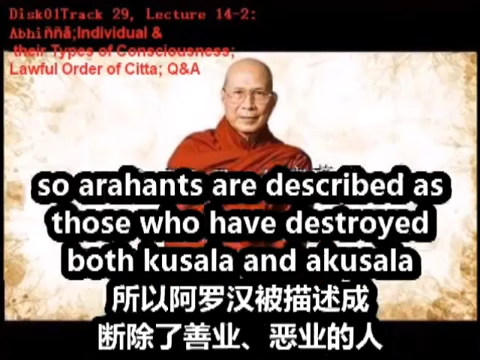 Disk01Track 29, Lecture 14-2:
Abhiññā;Individual &
their Types of Consciousness;
Lawful Order of Citta; Q&A
so arahants are described as
those who have destroyed
both kusala and akusala
所以阿罗汉被描述成
断除了善业、恶业的人